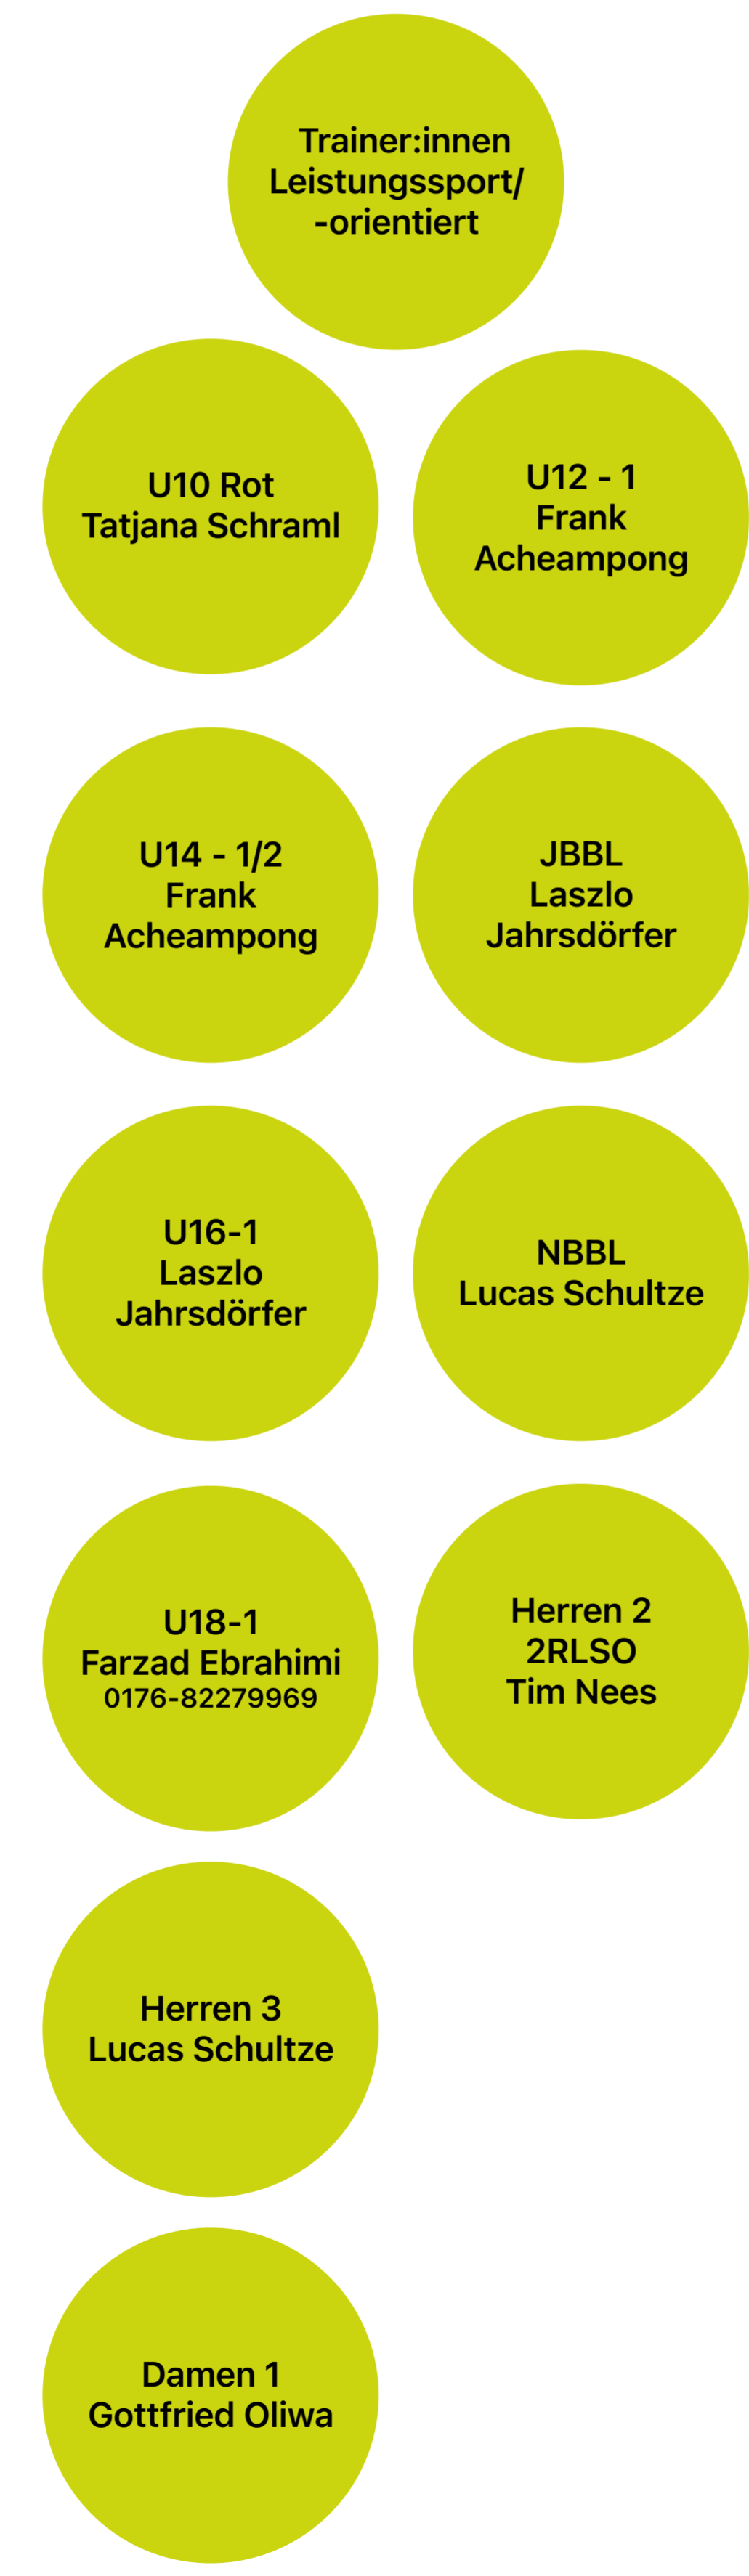 Trainer:innen
Leistungssport/
-orientiert
U10 Rot
Tatjana Schraml
U12 - 1
Frank
Acheampong
U14 - 1/2
Frank
Acheampong
JBBL
Laszlo
Jahrsdörfer
U16-1
Laszlo
Jahrsdörfer
NBBL
Lucas Schultze
U18-1
Farzad Ebrahimi
0176-82279969
Herren 2
2RLSO
Tim Nees
Herren 3
Lucas Schultze
Damen 1
Gottfried Oliwa